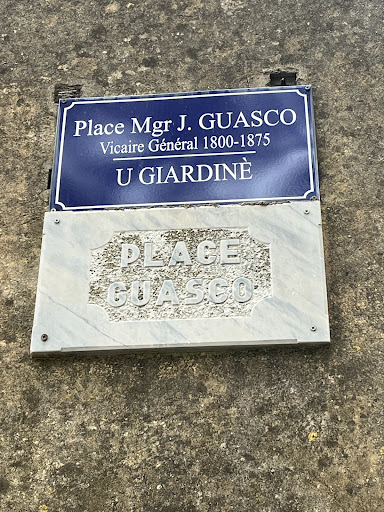 Place Mgr J. GUASCO
Vicaire Général 1800-1875
U GIARDINÈ
PLACE
GUASCO